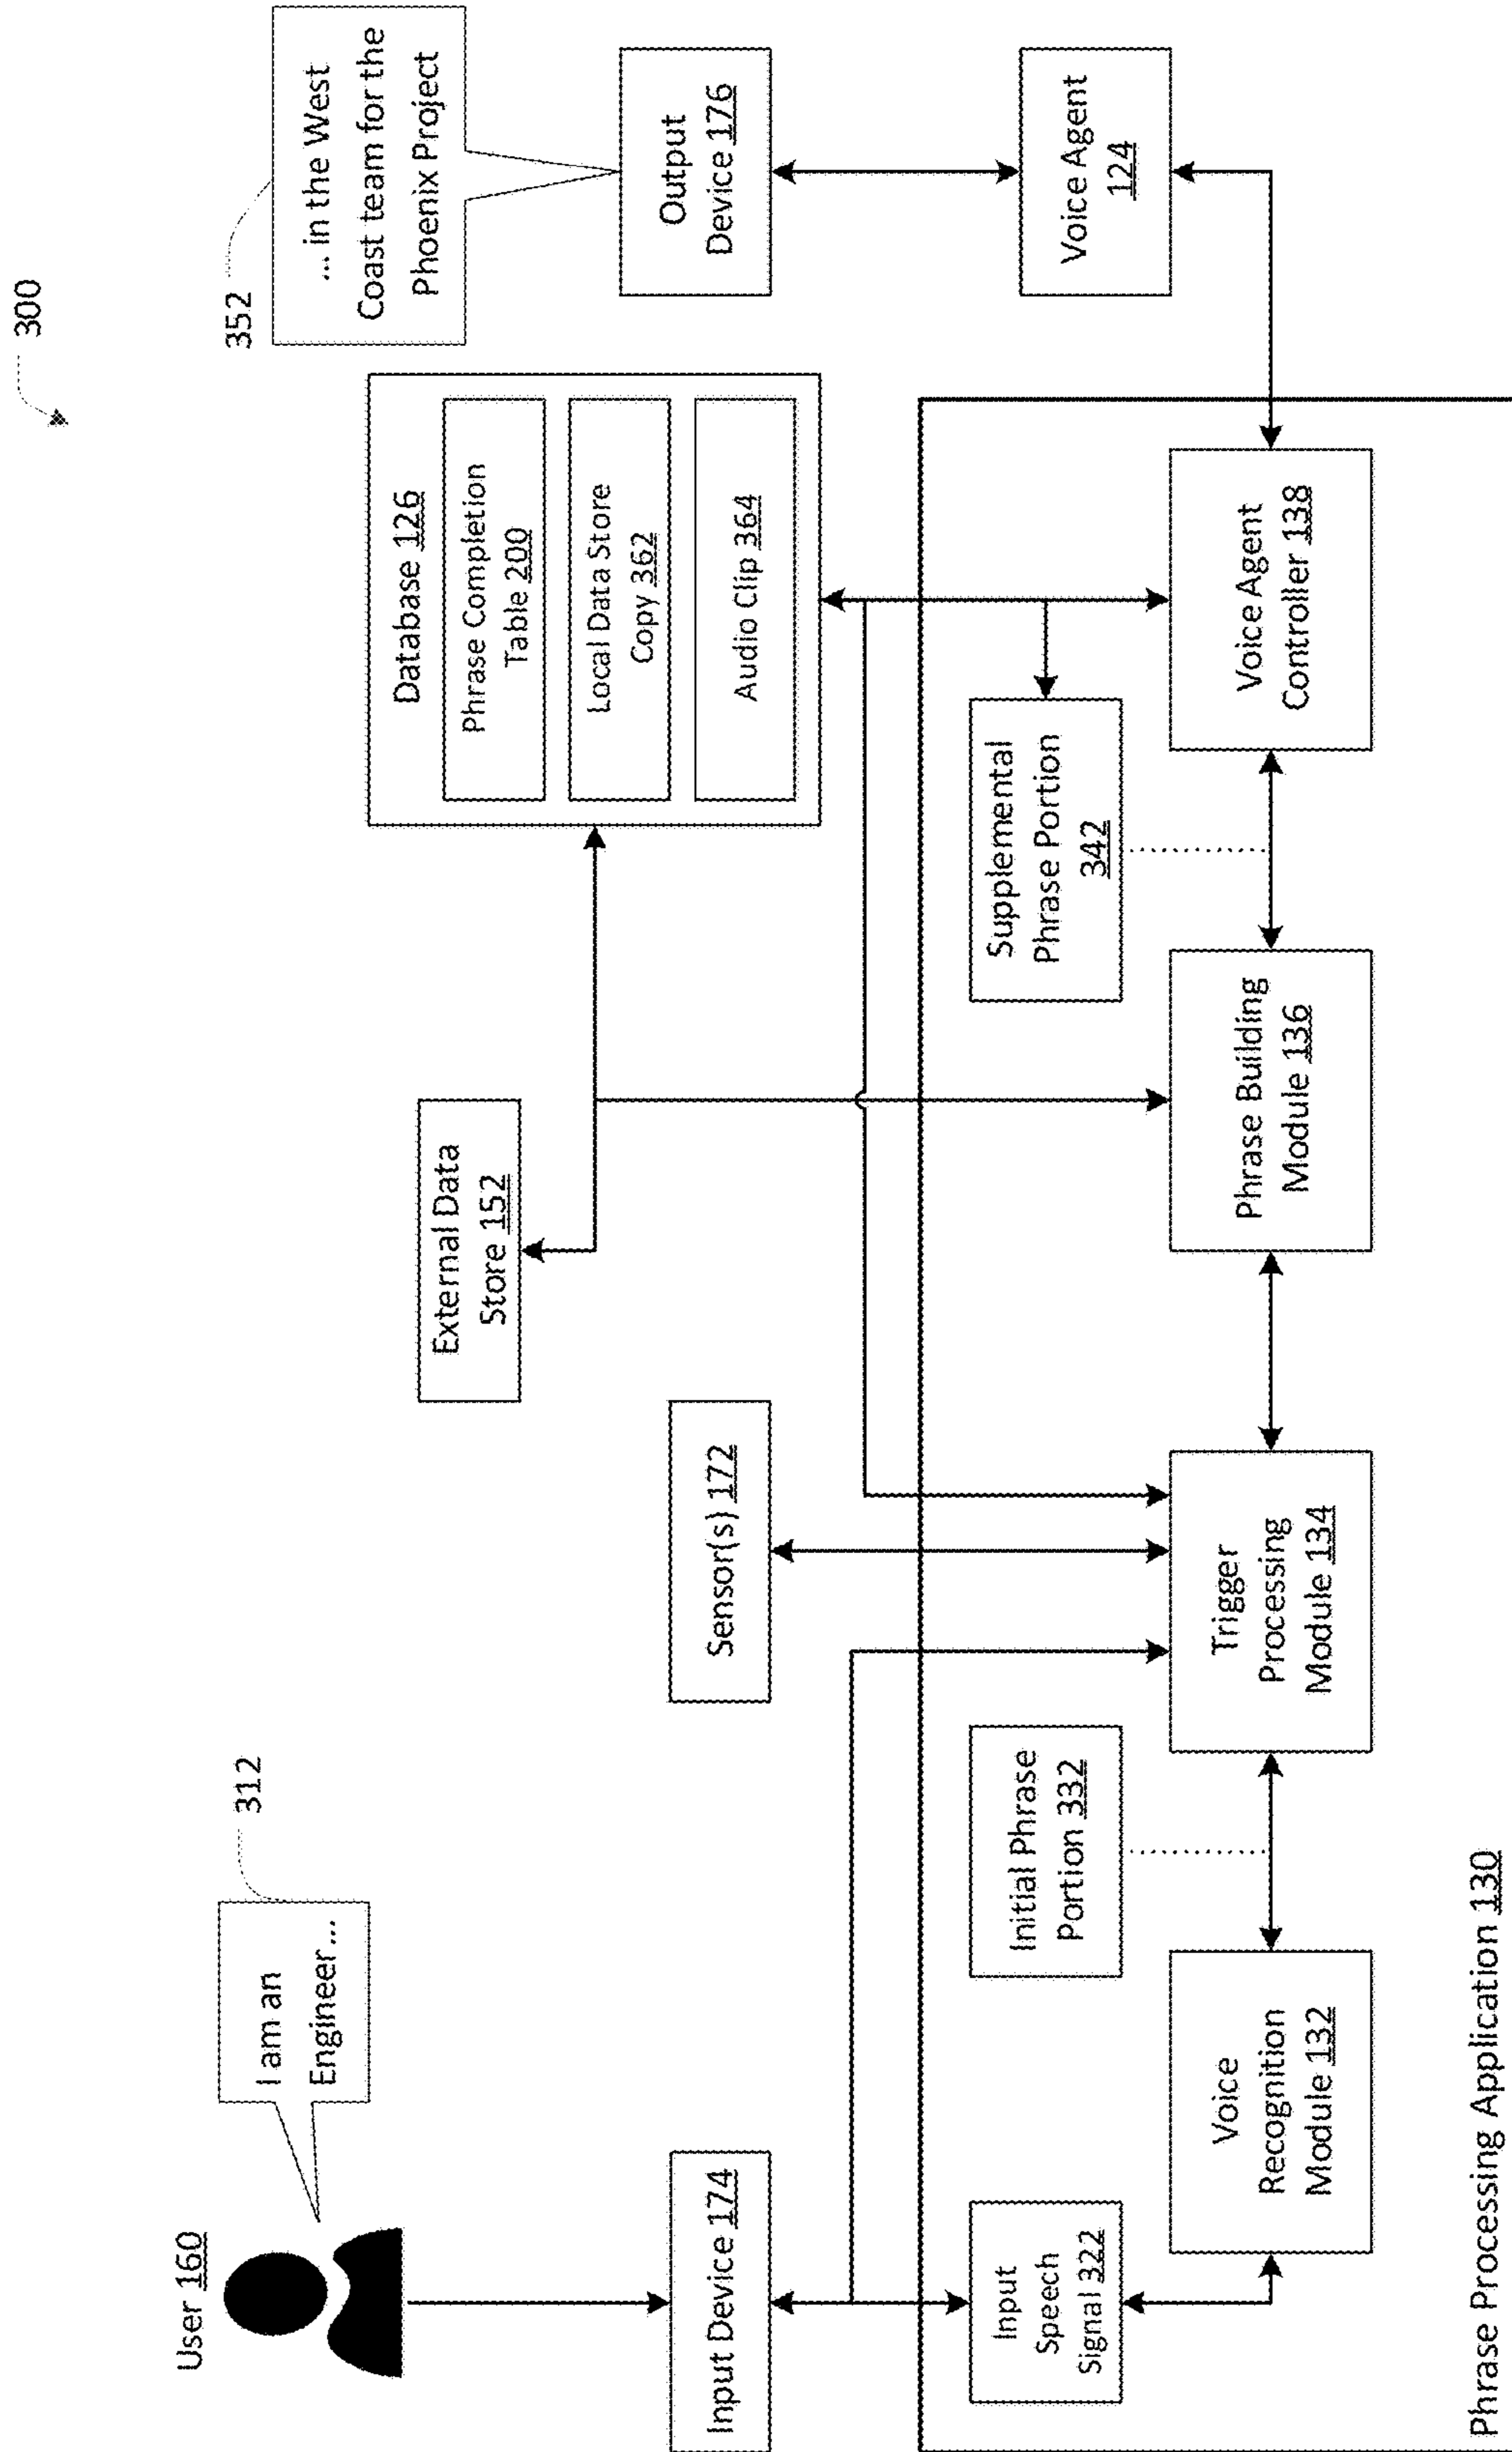 300
User 160
312
I am an
Engineer...
352
... in the West
Coast team for the
Phoenix Project
External Data
Store 152
Database 126
Phrase Completion
Table 200
Local Data Store
Copy 362
Audio Clip 364
Input Device 174
Sensor(s) 172
Output
Device 176
Input
Speech
Signal 322
Initial Phrase
Portion 332
Supplemental
Phrase Portion
342
Voice
Recognition
Module 132
Trigger
Processing
Module 134
Phrase Building
Module 136
Voice Agent
Controller 138
Voice Agent
124
Phrase Processing Application 130